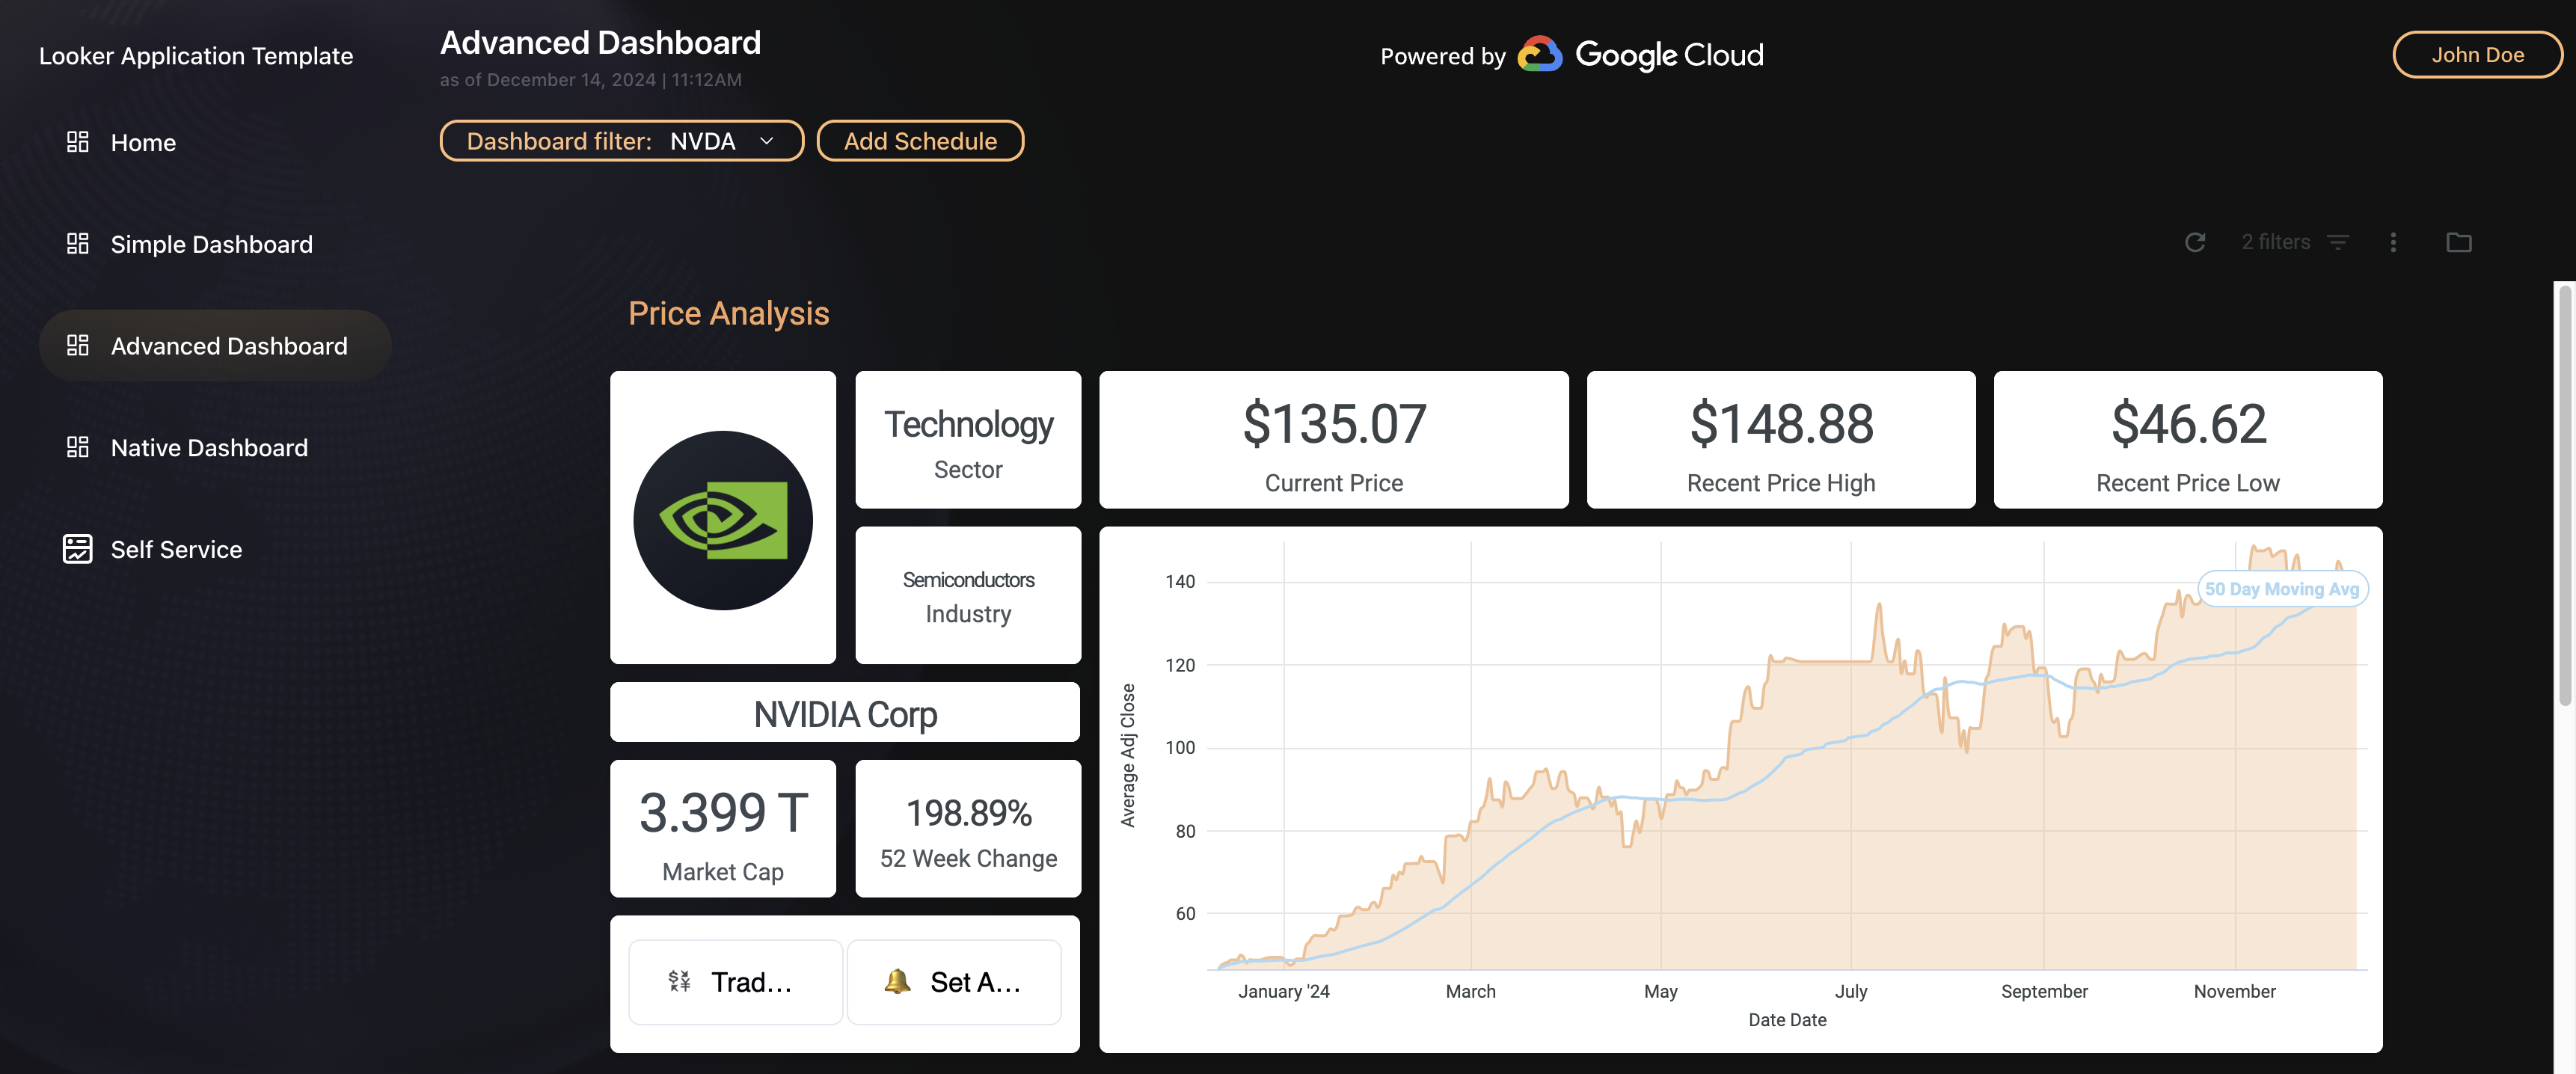 Looker Application Template
Home
Simple Dashboard
Advanced Dashboard
Native Dashboard
Self Service
Advanced Dashboard
as of December 14, 2024 | 11:12AM
Powered by Google Cloud
John Doe
Dashboard filter: NVDA
Add Schedule
2 filters
Price Analysis
Technology
Sector
Semiconductors
Industry
NVIDIA Corp
3.399 T
Market Cap
198.89%
52 Week Change
Trad...
Set A...
$135.07
Current Price
$148.88
Recent Price High
$46.62
Recent Price Low
Average Adj Close
140
120
100
80
60
50 Day Moving Avg
January '24
March
May
July
September
November
Date Date